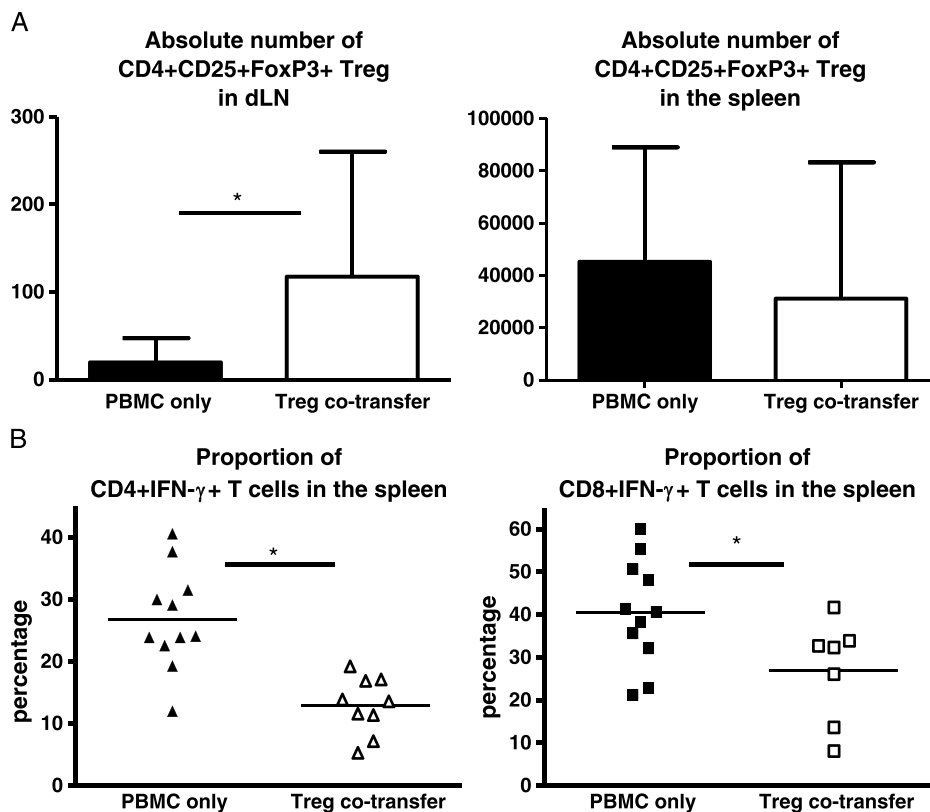 A
Absolute number of
CD4+CD25+FoxP3+ Treg
in dLN
300
200
100
0
*
PBMC only
Treg co-transfer
Absolute number of
CD4+CD25+FoxP3+ Treg
in the spleen
100000
80000
60000
40000
20000
0
PBMC only
Treg co-transfer
B
Proportion of
CD4+IFN-γ+ T cells in the spleen
percentage
40
30
20
10
0
*
PBMC only
Treg co-transfer
Proportion of
CD8+IFN-γ+ T cells in the spleen
percentage
60
50
40
30
20
10
0
*
PBMC only
Treg co-transfer